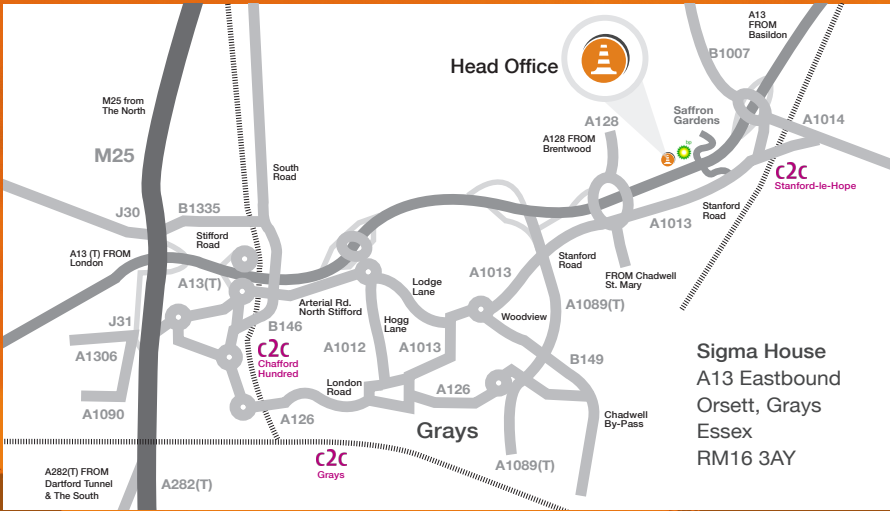 A13
FROM
Basildon
B1007
Head Office
M25 from
The North
A128
Saffron
Gardens
A1014
A128 FROM
Brentwood
bp
M25
South
Road
c2c
Stanford-le-Hope
J30
B1335
Stanford
Road
A1013
Stifford
Road
A13 (T) FROM
London
A13(T)
Stanford
Road
A1013
Lodge
Lane
FROM Chadwell
St. Mary
Arterial Rd.
North Stifford
A1089(T)
J31
B146
Hogg
Lane
Woodview
A1306
c2c
Chafford
Hundred
A1012
A1013
B149
London
Road
A126
A1090
A126
Chadwell
By-Pass
Grays
A1089(T)
c2c
Grays
A282(T) FROM
Dartford Tunnel
& The South
A282(T)
Sigma House
A13 Eastbound
Orsett, Grays
Essex
RM16 3AY